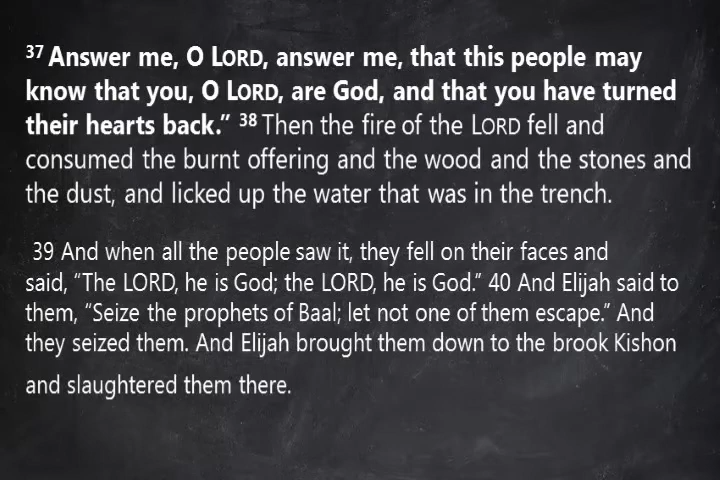 37 Answer me, O LORD, answer me, that this people may
know that you, O LORD, are God, and that you have turned
their hearts back.” 38 Then the fire of the LORD fell and
consumed the burnt offering and the wood and the stones and
the dust, and licked up the water that was in the trench.
39 And when all the people saw it, they fell on their faces and
said, “The LORD, he is God; the LORD, he is God.” 40 And Elijah said to
them, “Seize the prophets of Baal; let not one of them escape.” And
they seized them. And Elijah brought them down to the brook Kishon
and slaughtered them there.